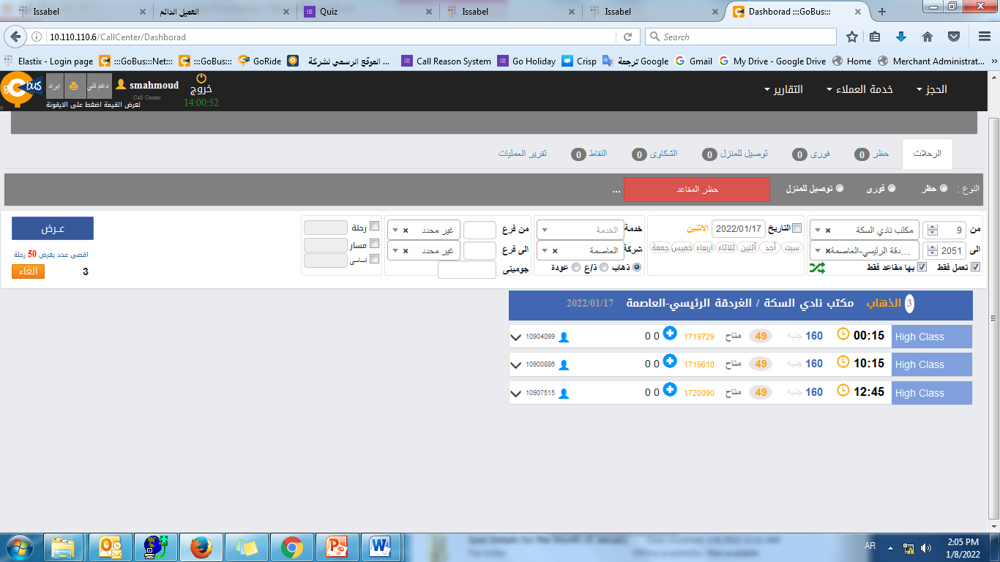 Issabel
العميل الدائم
Quiz
Issabel
Issabel
Dashborad :::GoBus:::
10.110.110.6/CallCenter/Dashborad
Search
Elastix - Login page
:::GoBus:::Net:::
:::GoBus:::
GoRide
الموقع الرسمي لشركة ...
Call Reason System
Go Holiday
Crisp
ترجمة Google
Gmail
My Drive - Google Drive
Home
Merchant Administrat...
go bus
ايراد
دعم فنى
smahmoud
Call Center
خروج
14:00:52
لعرض القيمة اضغط على الايقونة
0
الحجز
خدمة العملاء
التقارير
الرحلات
حظر 0
فورى 0
توصيل للمنزل 0
الشكاوى 0
النقاط 0
تقرير العمليات
النوع :
حظر
فورى
توصيل للمنزل
حظر المقاعد
...
من 9 مكتب نادي السكة
الى 2051 ...دقة الرئيسي-العاصمة
تعمل فقط
بها مقاعد فقط
التاريخ 2022/01/17 الاثنين
سبت أحد أثنين ثلاثاء اربعاء خميس جمعة
خدمة الخدمة
شركة العاصمة
ذهاب ذ/ع عودة
من فرع غير محدد
الى فرع غير محدد
جومينى
رحلة
مسار
اساسى
عـرض
اقصى عدد يعرض 50 رحلة
الغاء
3
3 الذهاب مكتب نادي السكة / الغردقة الرئيسي-العاصمة 2022/01/17
High Class 00:15 160 جنيه 49 متاح 1719729 0 0 10904099
High Class 10:15 160 جنيه 49 متاح 1719610 0 0 10900886
High Class 12:45 160 جنيه 49 متاح 1720090 0 0 10907515
AR
2:05 PM
1/8/2022